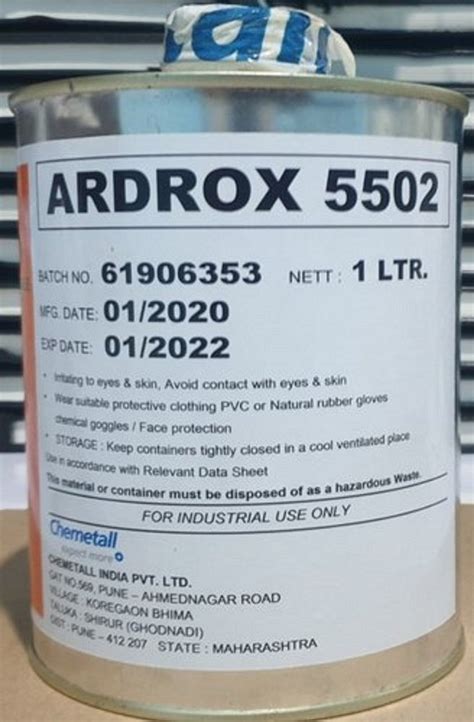 ARDROX 5502
BATCH NO. 61906353 NETT : 1 LTR.
MFG. DATE: 01/2020
EXP DATE: 01/2022
• Irritating to eyes & skin, Avoid contact with eyes & skin
• Wear suitable protective clothing PVC or Natural rubber gloves
chemical goggles / Face protection
• STORAGE : Keep containers tightly closed in a cool ventilated place
Use in accordance with Relevant Data Sheet
This material or container must be disposed of as a hazardous Waste.
FOR INDUSTRIAL USE ONLY
Chemetall
expect more
CHEMETALL INDIA PVT. LTD.
GAT NO.569, PUNE – AHMEDNAGAR ROAD
VILLAGE : KOREGAON BHIMA
TALUKA : SHIRUR (GHODNADI)
DIST : PUNE – 412 207 STATE : MAHARASHTRA